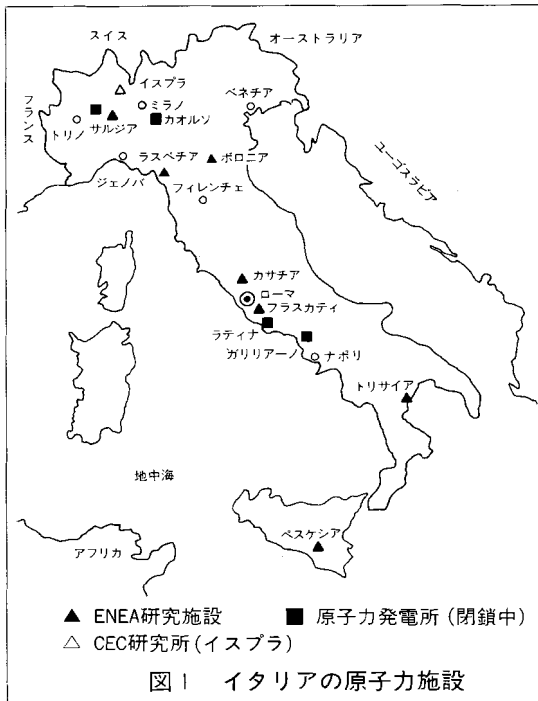 スイス
オーストラリア
フランス
イスプラ
ベネチア
ミラノ
トリノ
サルジア
カオルソ
ラスペチア
ボロニア
ジェノバ
フィレンチェ
ユーゴスラビア
カサチア
ローマ
フラスカティ
ラティナ
ガリリアーノ
ナポリ
トリサイア
地中海
ペスケシア
アフリカ
▲ ENEA研究施設 ■ 原子力発電所(閉鎖中)
△ CEC研究所(イスプラ)
図1 イタリアの原子力施設